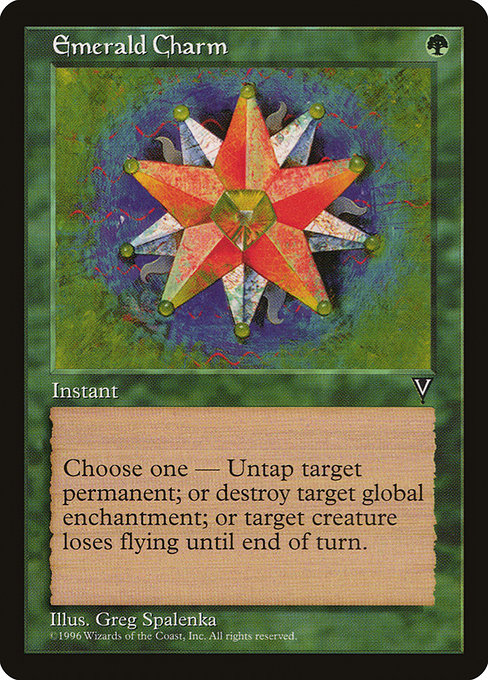 Emerald Charm
Instant
V
Choose one — Untap target
permanent; or destroy target global
enchantment; or target creature
loses flying until end of turn.
Illus. Greg Spalenka
©1996 Wizards of the Coast, Inc. All rights reserved.